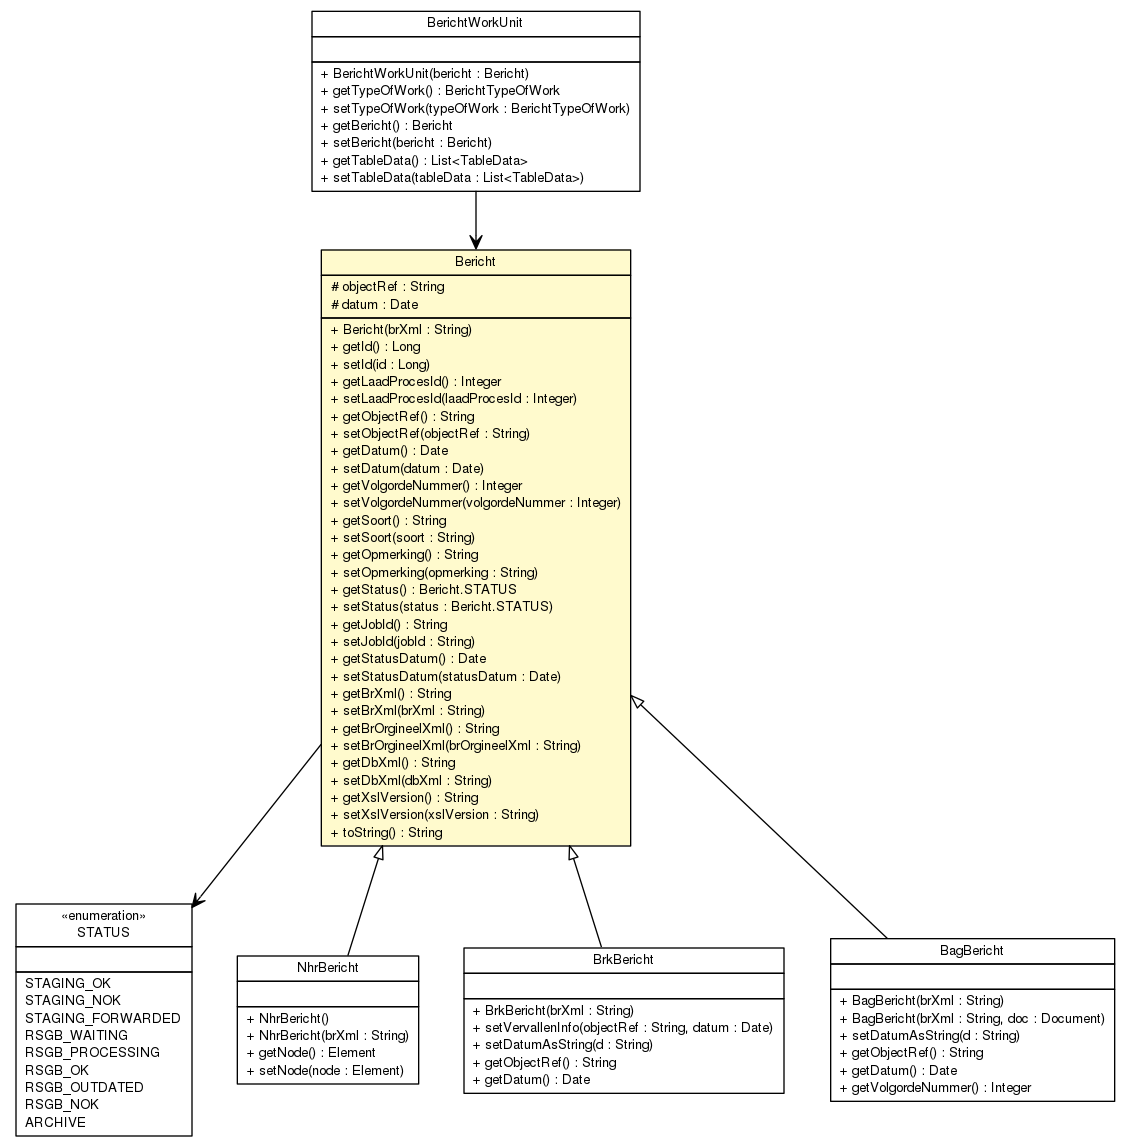 BerichtWorkUnit
+ BerichtWorkUnit(bericht : Bericht)
+ getTypeOfWork() : BerichtTypeOfWork
+ setTypeOfWork(typeOfWork : BerichtTypeOfWork)
+ getBericht() : Bericht
+ setBericht(bericht : Bericht)
+ getTableData() : List<TableData>
+ setTableData(tableData : List<TableData>)
Bericht
# objectRef : String
# datum : Date
+ Bericht(brXml : String)
+ getId() : Long
+ setId(id : Long)
+ getLaadProcesId() : Integer
+ setLaadProcesId(laadProcesId : Integer)
+ getObjectRef() : String
+ setObjectRef(objectRef : String)
+ getDatum() : Date
+ setDatum(datum : Date)
+ getVolgordeNummer() : Integer
+ setVolgordeNummer(volgordeNummer : Integer)
+ getSoort() : String
+ setSoort(soort : String)
+ getOpmerking() : String
+ setOpmerking(opmerking : String)
+ getStatus() : Bericht.STATUS
+ setStatus(status : Bericht.STATUS)
+ getJobId() : String
+ setJobId(jobId : String)
+ getStatusDatum() : Date
+ setStatusDatum(statusDatum : Date)
+ getBrXml() : String
+ setBrXml(brXml : String)
+ getBrOrgineelXml() : String
+ setBrOrgineelXml(brOrgineelXml : String)
+ getDbXml() : String
+ setDbXml(dbXml : String)
+ getXslVersion() : String
+ setXslVersion(xslVersion : String)
+ toString() : String
«enumeration»
STATUS
STAGING_OK
STAGING_NOK
STAGING_FORWARDED
RSGB_WAITING
RSGB_PROCESSING
RSGB_OK
RSGB_OUTDATED
RSGB_NOK
ARCHIVE
NhrBericht
+ NhrBericht()
+ NhrBericht(brXml : String)
+ getNode() : Element
+ setNode(node : Element)
BrkBericht
+ BrkBericht(brXml : String)
+ setVervallenInfo(objectRef : String, datum : Date)
+ setDatumAsString(d : String)
+ getObjectRef() : String
+ getDatum() : Date
BagBericht
+ BagBericht(brXml : String)
+ BagBericht(brXml : String, doc : Document)
+ setDatumAsString(d : String)
+ getObjectRef() : String
+ getDatum() : Date
+ getVolgordeNummer() : Integer